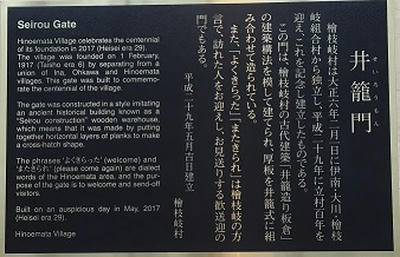 Seirou Gate
Hinoemata Village celebrates the centennial
of its foundation in 2017 (Heisei era 29).
The village was founded on 1 February,
1917 (Taisho 6) by separating from a
union of Ina, Ohkawa and Hinoemata
villages. This gate was built to commemo-
rate the centennial of the village.
The gate was constructed in a style imitating
an ancient historical building known as a
"Seirou construction" wooden warehouse,
which means that it was made by putting
together horizontal layers of planks to make
a cross-hatch shape.
The phrases 'よくきらった' (welcome) and
'またきられ' (please come again) are dialect
words of the Hinoemata area, and the pur-
pose of the gate is to welcome and send-off
visitors.
Built on an auspicious day in May, 2017
(Heisei era 29).
Hinoemata Village
せいろうもん
井籠門
檜枝岐村は大正六年二月一日に伊南・大川・檜枝
岐組合村から独立し、平成二十九年に立村百年を
迎え、これを記念し建立したものである。
この門は、檜枝岐村の古代建築「井籠造り板倉」
の建築構法を模して建てられ、厚板を井籠式に組
み合わせて造られている。
また、「よくきらった」「またきられ」は檜枝岐の方
言で、訪れた人をお迎えし、お見送りする歓送迎の
門でもある。
平成二十九年五月吉日建立
檜枝岐村